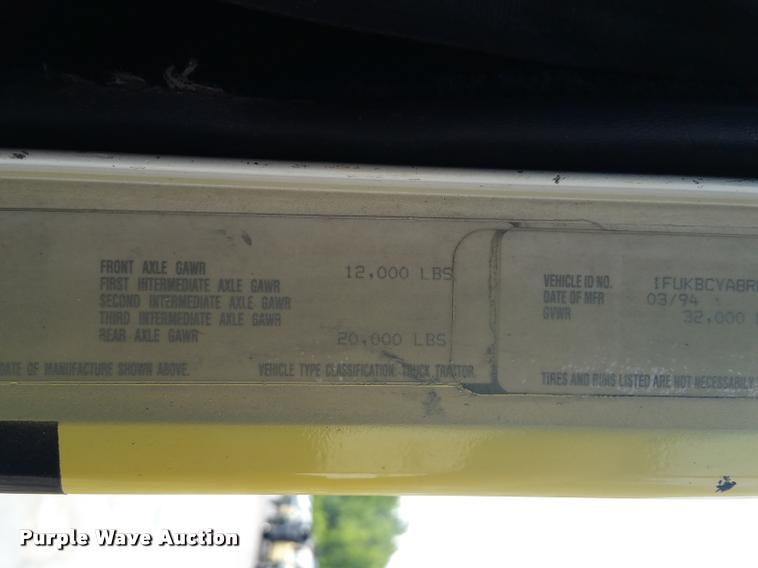 FRONT AXLE GAWR 12,000 LBS
FIRST INTERMEDIATE AXLE GAWR
SECOND INTERMEDIATE AXLE GAWR
THIRD INTERMEDIATE AXLE GAWR
REAR AXLE GAWR 20,000 LBS
DATE OF MANUFACTURE SHOWN ABOVE. VEHICLE TYPE CLASSIFICATION: TRUCK TRACTOR
VEHICLE ID NO. 1FUKBCYA8R
DATE OF MFR 03/94
GVWR 32,000 L
TIRES AND RIMS LISTED ARE NOT NECESSARILY
Purple Wave Auction